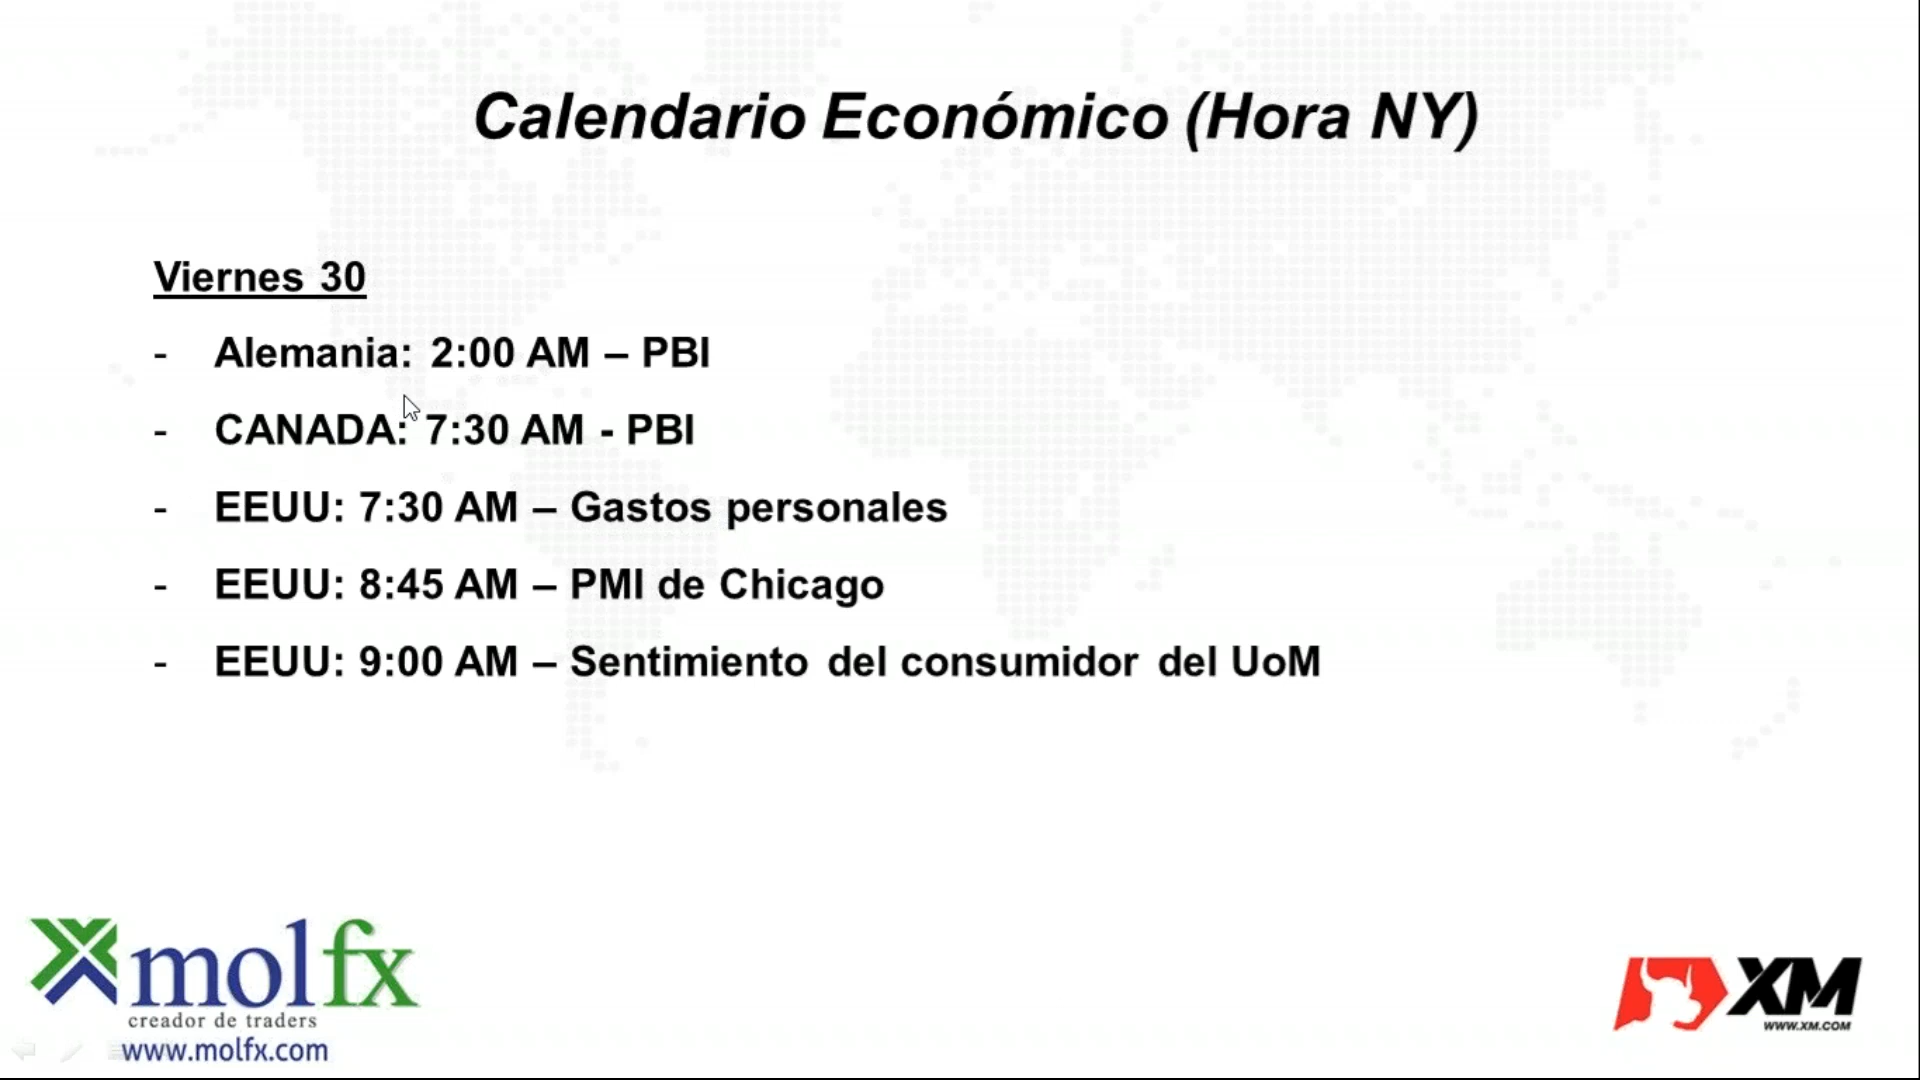 Calendario Económico (Hora NY)
Viernes 30
- Alemania: 2:00 AM – PBI
- CANADA: 7:30 AM - PBI
- EEUU: 7:30 AM – Gastos personales
- EEUU: 8:45 AM – PMI de Chicago
- EEUU: 9:00 AM – Sentimiento del consumidor del UoM
molfx
creador de traders
www.molfx.com
XM
WWW.XM.COM